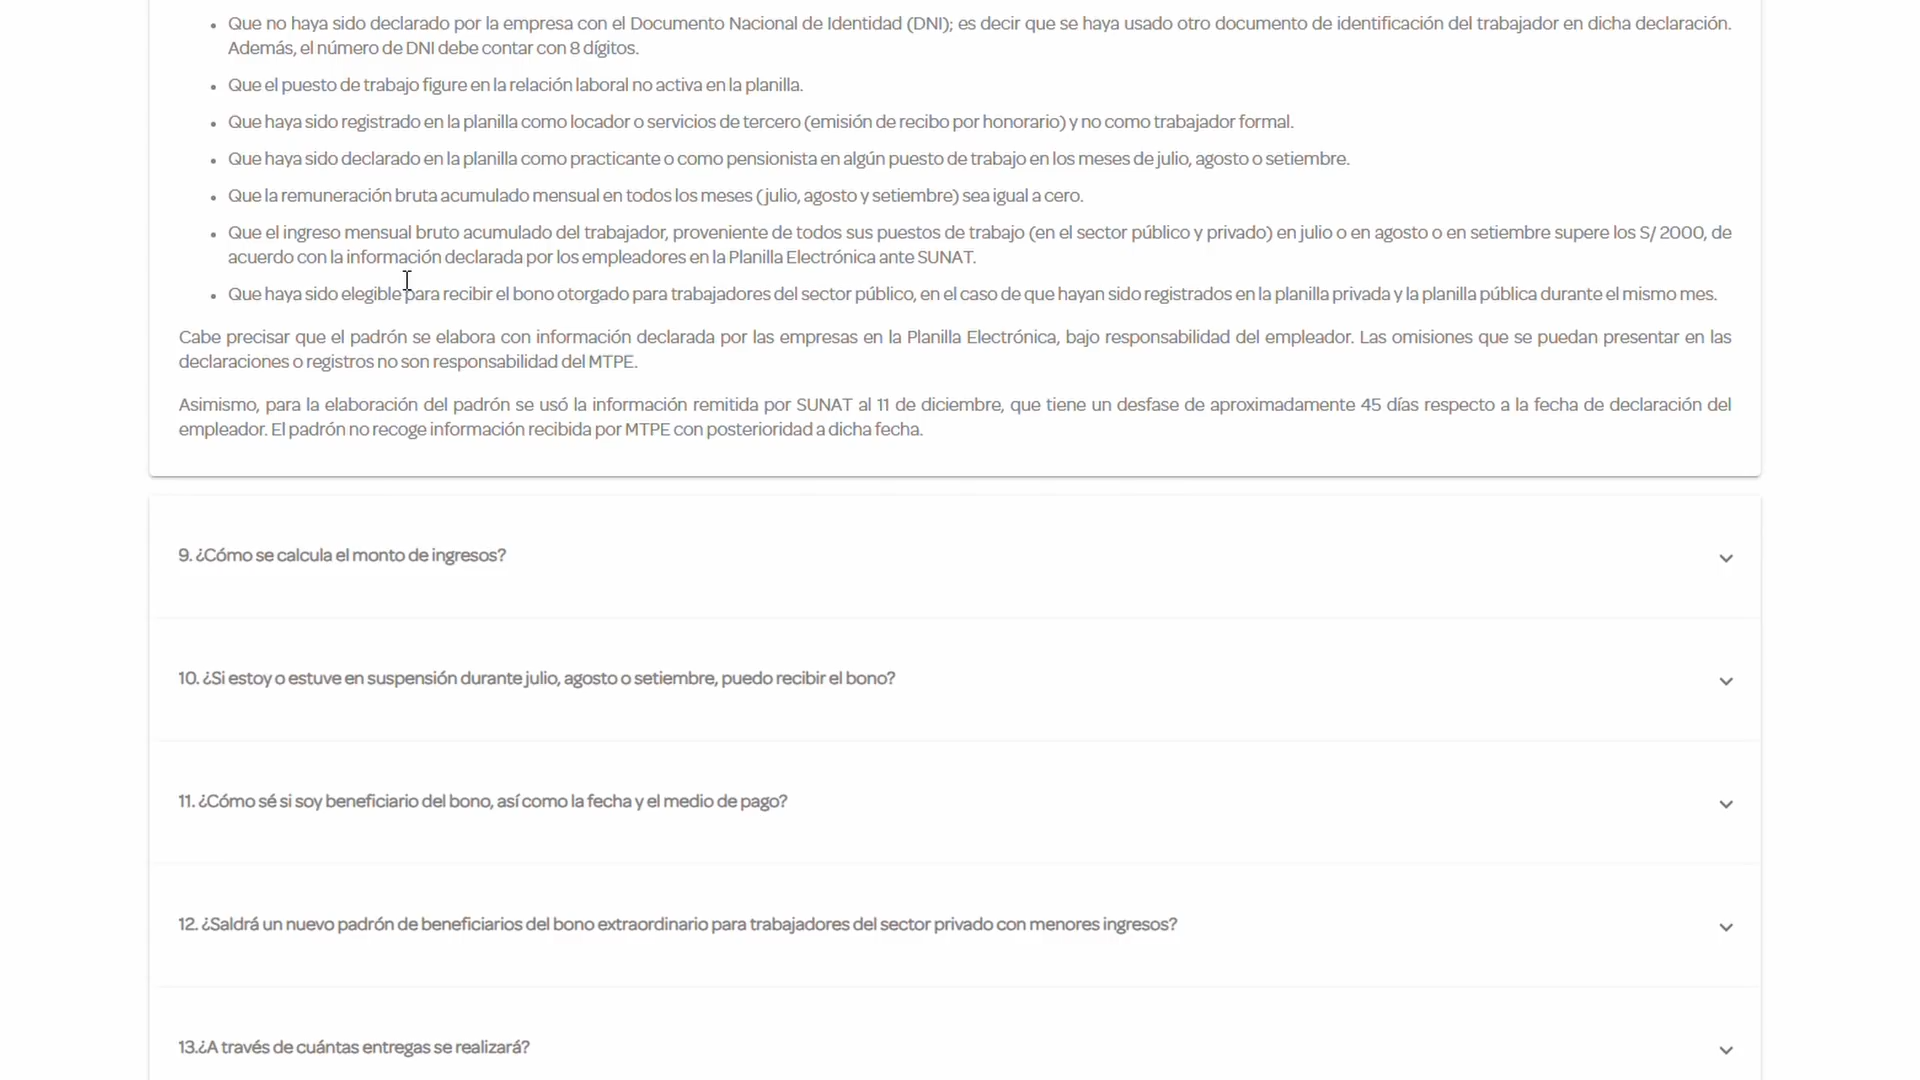 • Que no haya sido declarado por la empresa con el Documento Nacional de Identidad (DNI); es decir que se haya usado otro documento de identificación del trabajador en dicha declaración.
Además, el número de DNI debe contar con 8 dígitos.
• Que el puesto de trabajo figure en la relación laboral no activa en la planilla.
• Que haya sido registrado en la planilla como locador o servicios de tercero (emisión de recibo por honorario) y no como trabajador formal.
• Que haya sido declarado en la planilla como practicante o como pensionista en algún puesto de trabajo en los meses de julio, agosto o setiembre.
• Que la remuneración bruta acumulado mensual en todos los meses (julio, agosto y setiembre) sea igual a cero.
• Que el ingreso mensual bruto acumulado del trabajador, proveniente de todos sus puestos de trabajo (en el sector público y privado) en julio o en agosto o en setiembre supere los S/ 2000, de
acuerdo con la información declarada por los empleadores en la Planilla Electrónica ante SUNAT.
• Que haya sido elegible para recibir el bono otorgado para trabajadores del sector público, en el caso de que hayan sido registrados en la planilla privada y la planilla pública durante el mismo mes.
Cabe precisar que el padrón se elabora con información declarada por las empresas en la Planilla Electrónica, bajo responsabilidad del empleador. Las omisiones que se puedan presentar en las
declaraciones o registros no son responsabilidad del MTPE.
Asimismo, para la elaboración del padrón se usó la información remitida por SUNAT al 11 de diciembre, que tiene un desfase de aproximadamente 45 días respecto a la fecha de declaración del
empleador. El padrón no recoge información recibida por MTPE con posterioridad a dicha fecha.
9. ¿Cómo se calcula el monto de ingresos?
10. ¿Si estoy o estuve en suspensión durante julio, agosto o setiembre, puedo recibir el bono?
11. ¿Cómo sé si soy beneficiario del bono, así como la fecha y el medio de pago?
12. ¿Saldrá un nuevo padrón de beneficiarios del bono extraordinario para trabajadores del sector privado con menores ingresos?
13.¿A través de cuántas entregas se realizará?